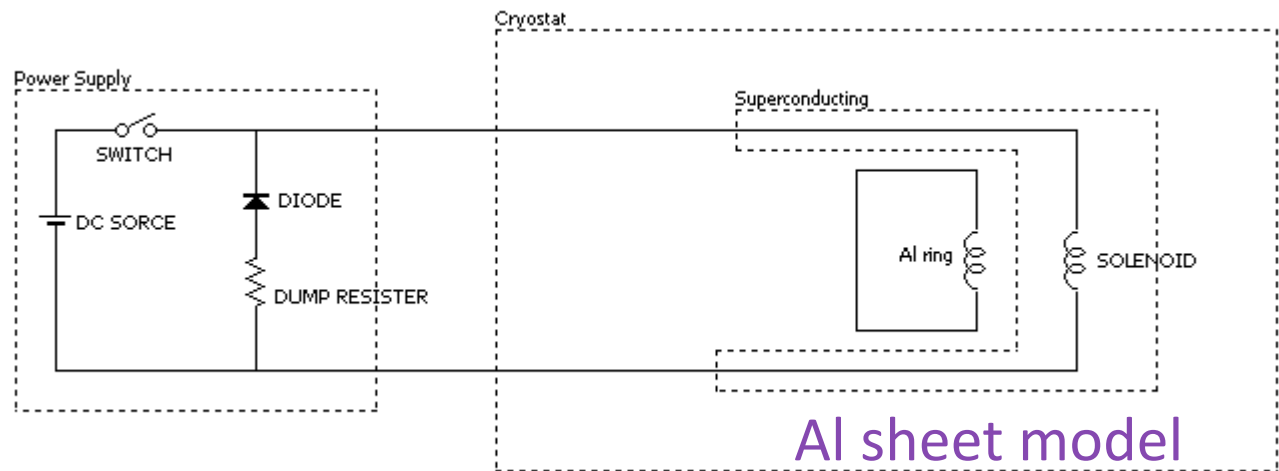 Cryostat
Power Supply
Superconducting
SWITCH
DIODE
DC SORCE
Al ring
SOLENOID
DUMP RESISTER
Al sheet model